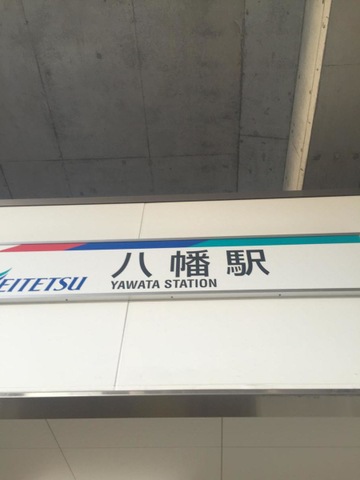 八幡駅
EITETSU YAWATA STATION